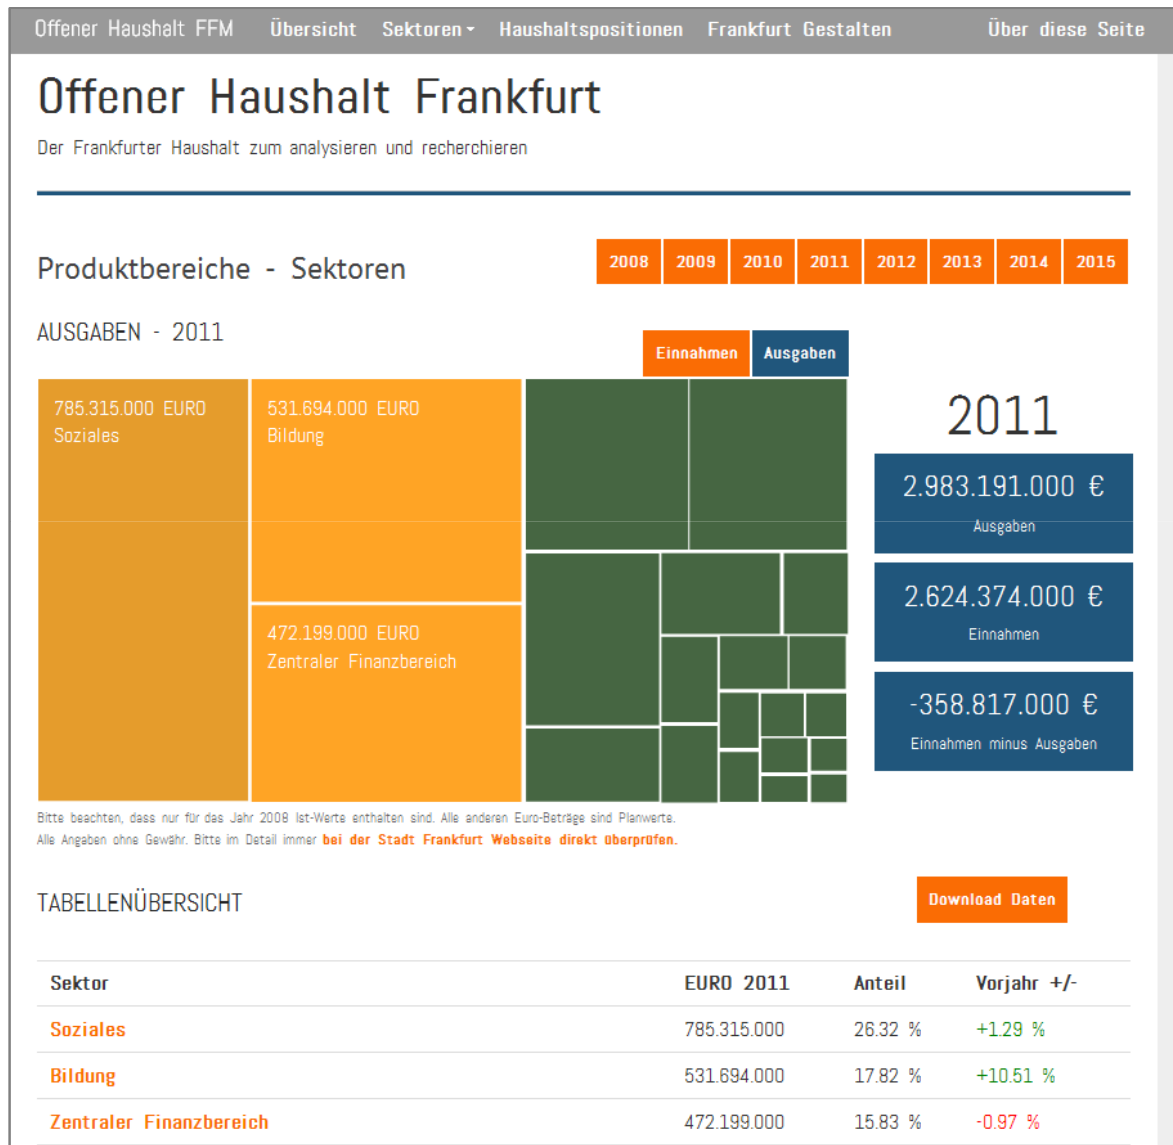 Offener Haushalt FFM Übersicht Sektoren Haushaltspositionen Frankfurt Gestalten Über diese Seite
Offener Haushalt Frankfurt
Der Frankfurter Haushalt zum analysieren und recherchieren
Produktbereiche - Sektoren
2008 2009 2010 2011 2012 2013 2014 2015
AUSGABEN - 2011
Einnahmen Ausgaben
785.315.000 EURO
Soziales
531.694.000 EURO
Bildung
472.199.000 EURO
Zentraler Finanzbereich
2011
2.983.191.000 €
Ausgaben
2.624.374.000 €
Einnahmen
-358.817.000 €
Einnahmen minus Ausgaben
Bitte beachten, dass nur für das Jahr 2008 Ist-Werte enthalten sind. Alle anderen Euro-Beträge sind Planwerte.
Alle Angaben ohne Gewähr. Bitte im Detail immer bei der Stadt Frankfurt Webseite direkt überprüfen.
TABELLENÜBERSICHT
Download Daten
Sektor EURO 2011 Anteil Vorjahr +/-
Soziales 785.315.000 26.32 % +1.29 %
Bildung 531.694.000 17.82 % +10.51 %
Zentraler Finanzbereich 472.199.000 15.83 % -0.97 %